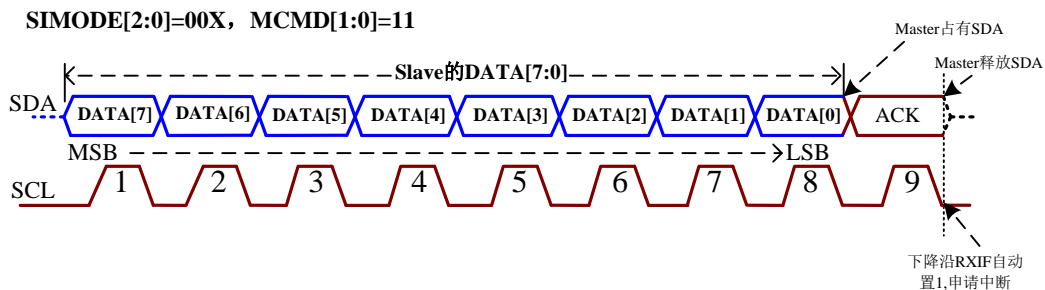 SIMODE[2:0]=00X，MCMD[1:0]=11
Master占有SDA
Slave的DATA[7:0]
Master释放SDA
SDA
DATA[7] DATA[6] DATA[5] DATA[4] DATA[3] DATA[2] DATA[1] DATA[0] ACK
MSB LSB
SCL
1 2 3 4 5 6 7 8 9
下降沿RXIF自动
置1,申请中断